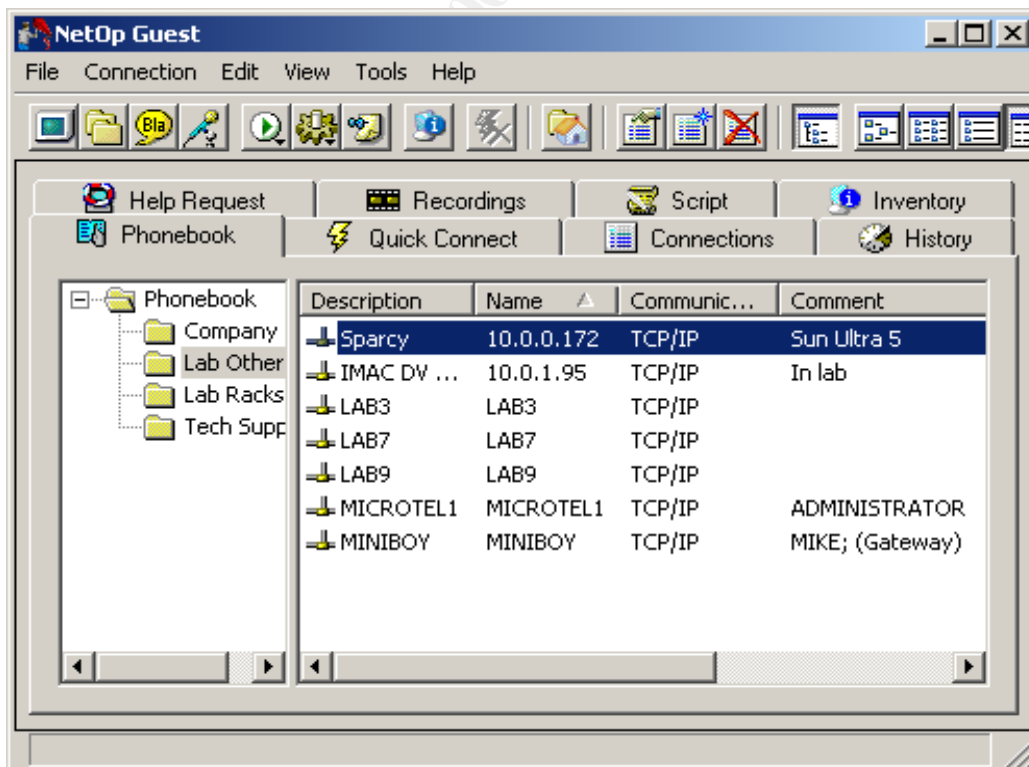 NetOp Guest
File Connection Edit View Tools Help
Bla
Help Request Recordings Script Inventory
Phonebook Quick Connect Connections History
Phonebook
Company
Lab Other
Lab Racks
Tech Supp
Description Name Communic... Comment
Sparcy 10.0.0.172 TCP/IP Sun Ultra 5
IMAC DV ... 10.0.1.95 TCP/IP In lab
LAB3 LAB3 TCP/IP
LAB7 LAB7 TCP/IP
LAB9 LAB9 TCP/IP
MICROTEL1 MICROTEL1 TCP/IP ADMINISTRATOR
MINIBOY MINIBOY TCP/IP MIKE; (Gateway)